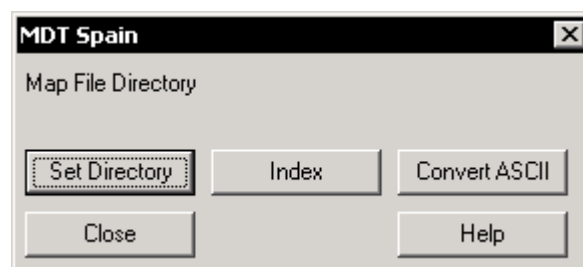 MDT Spain
Map File Directory
Set Directory Index Convert ASCII
Close Help